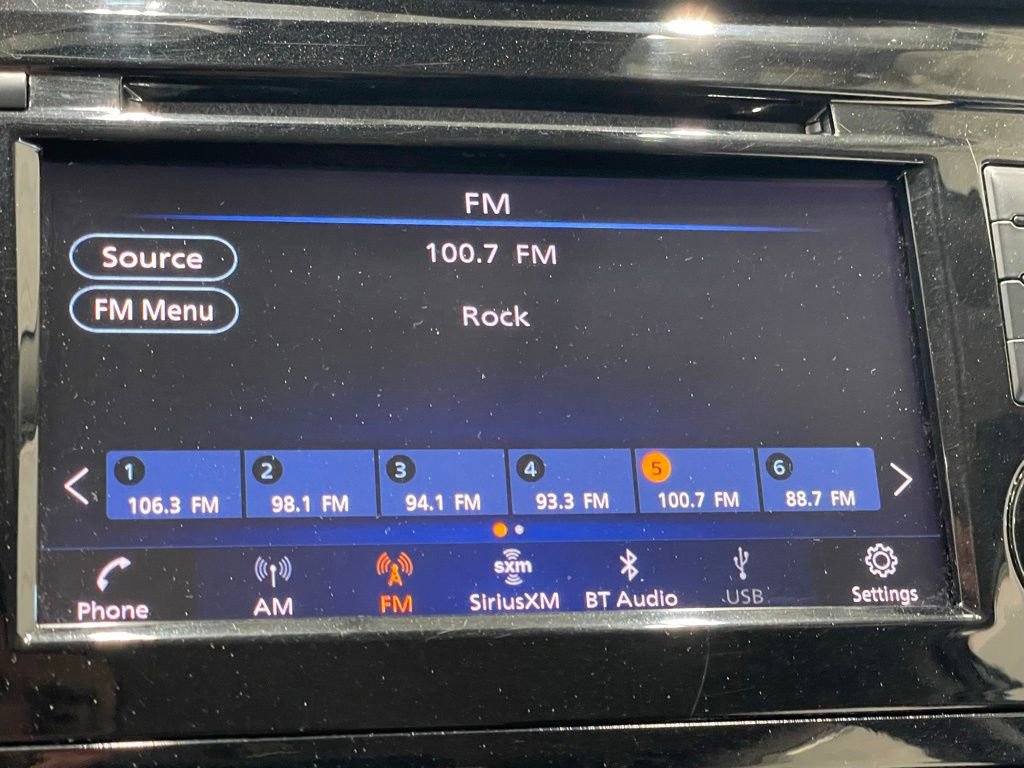 FM
Source
100.7 FM
FM Menu
Rock
1 2 3 4 5 6
106.3 FM 98.1 FM 94.1 FM 93.3 FM 100.7 FM 88.7 FM
sxm
Phone AM FM SiriusXM BT Audio USB Settings